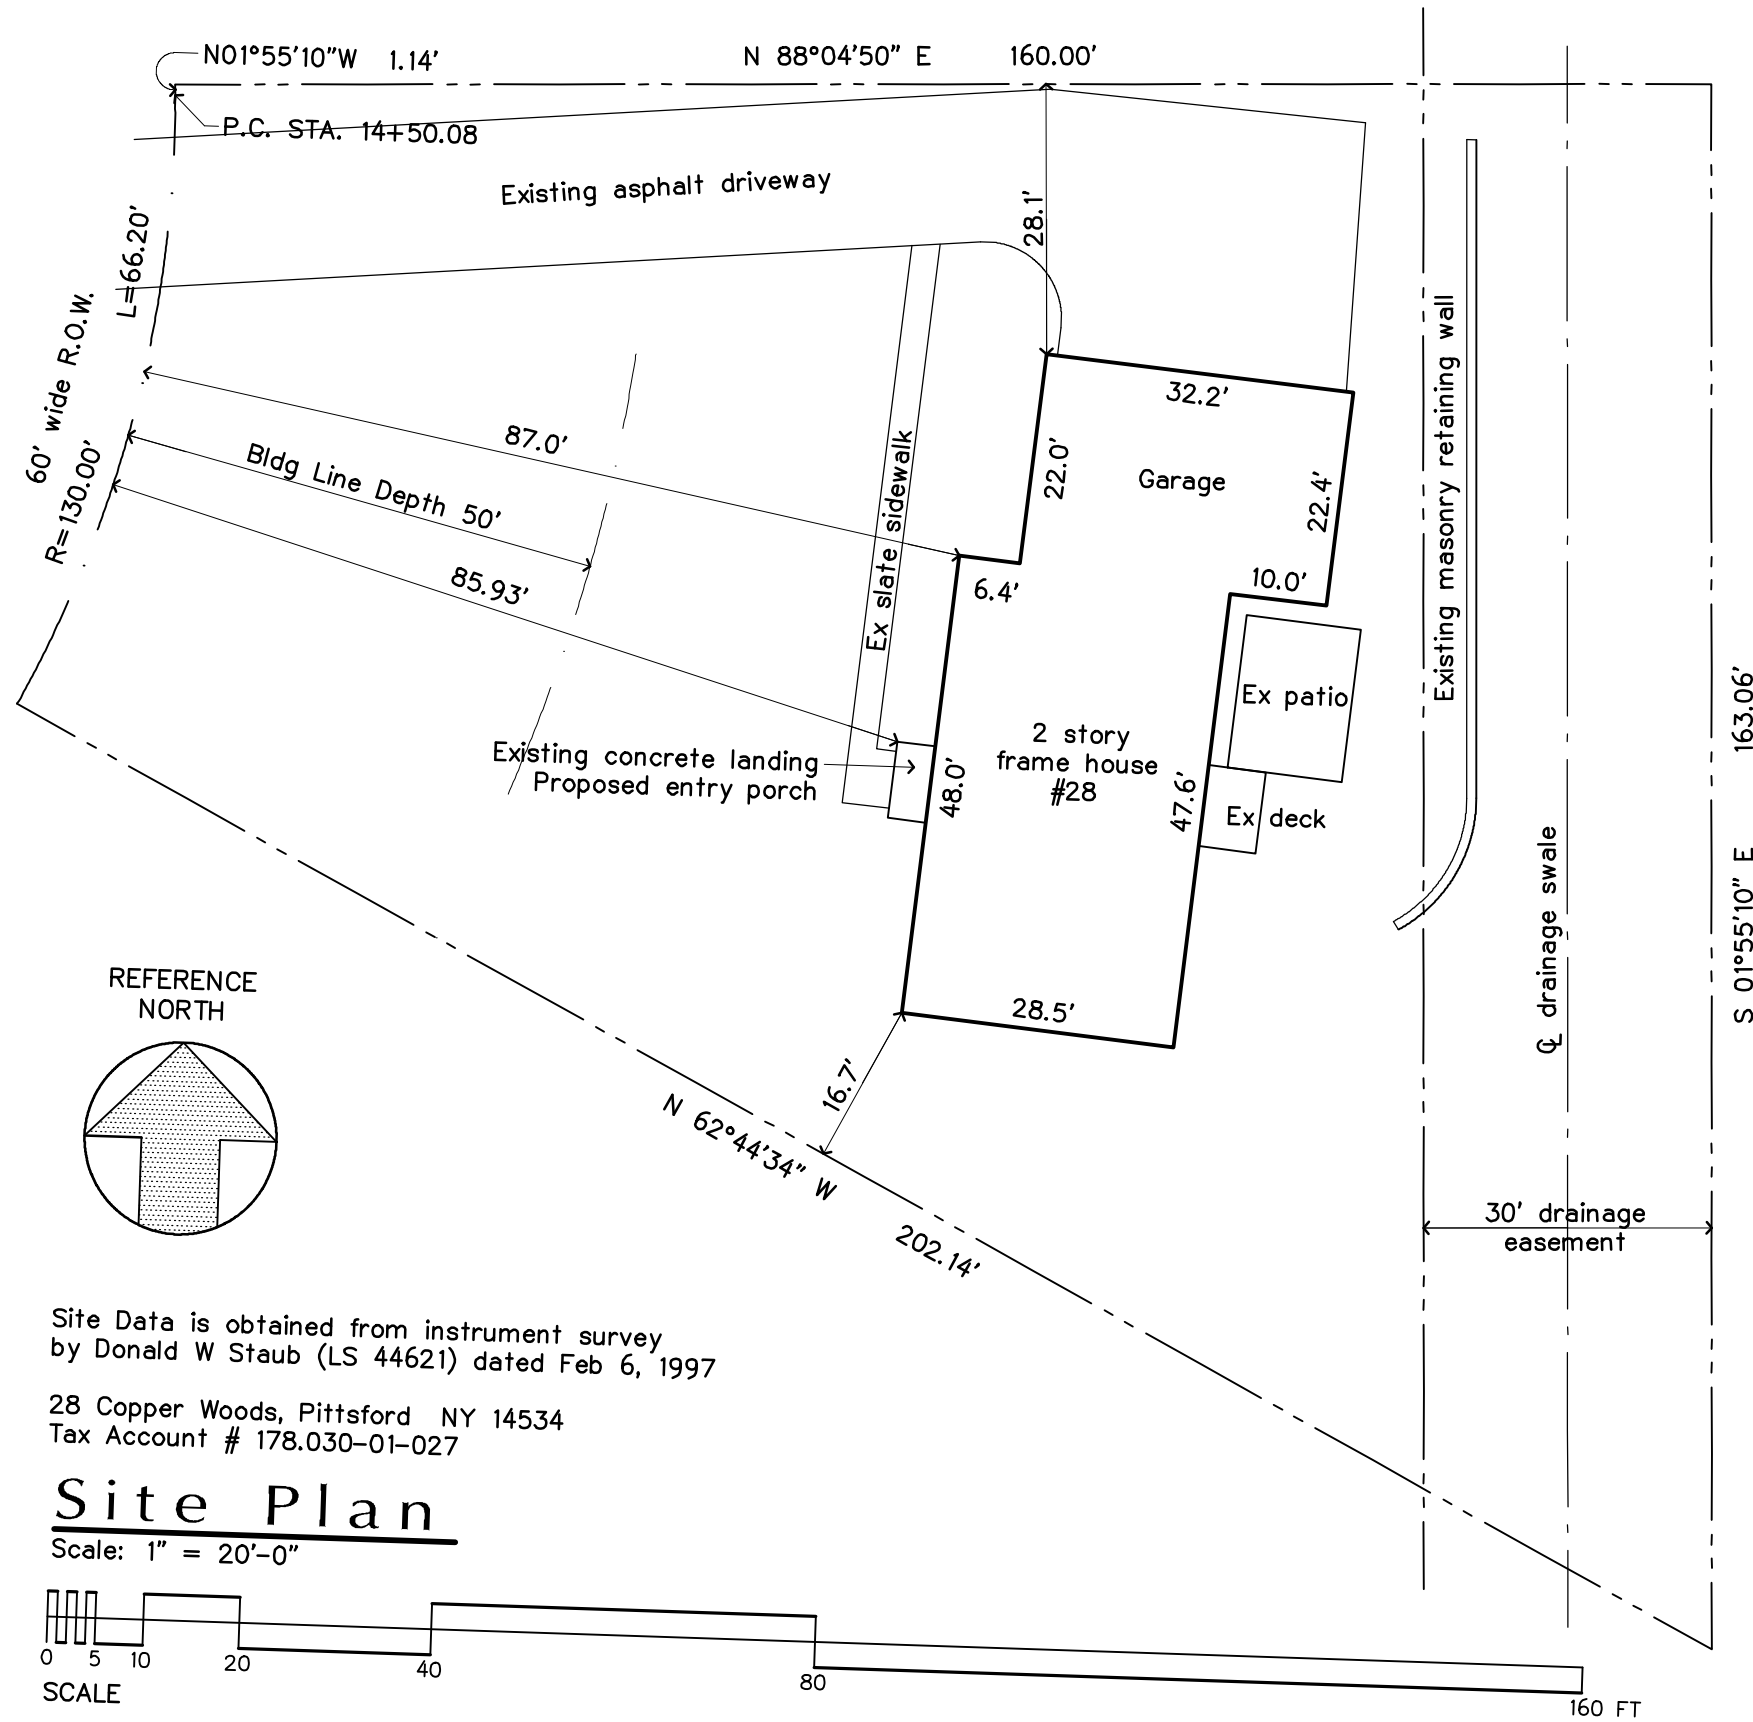 N01°55'10"W 1.14'
N 88°04'50" E 160.00'
P.C. STA. 14+50.08
Existing asphalt driveway
28.1'
L=66.20'
60' wide R.O.W.
R=130.00'
87.0'
Bldg Line Depth 50'
85.93'
Ex slate sidewalk
32.2'
22.0'
Garage
22.4'
6.4'
10.0'
Existing masonry retaining wall
Ex patio
2 story
frame house
#28
Existing concrete landing
Proposed entry porch
48.0'
47.6'
Ex deck
163.06'
S 01°55'10" E
℄ drainage swale
28.5'
16.7'
N 62°44'34" W
202.14'
30' drainage
easement
REFERENCE
NORTH
Site Data is obtained from instrument survey
by Donald W Staub (LS 44621) dated Feb 6, 1997
28 Copper Woods, Pittsford NY 14534
Tax Account # 178.030-01-027
Site Plan
Scale: 1" = 20'-0"
0 5 10 20 40 80 160 FT
SCALE